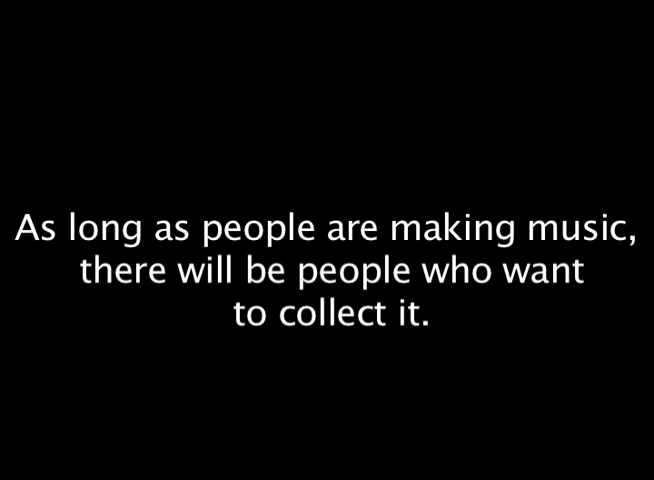 As long as people are making music,
there will be people who want
to collect it.